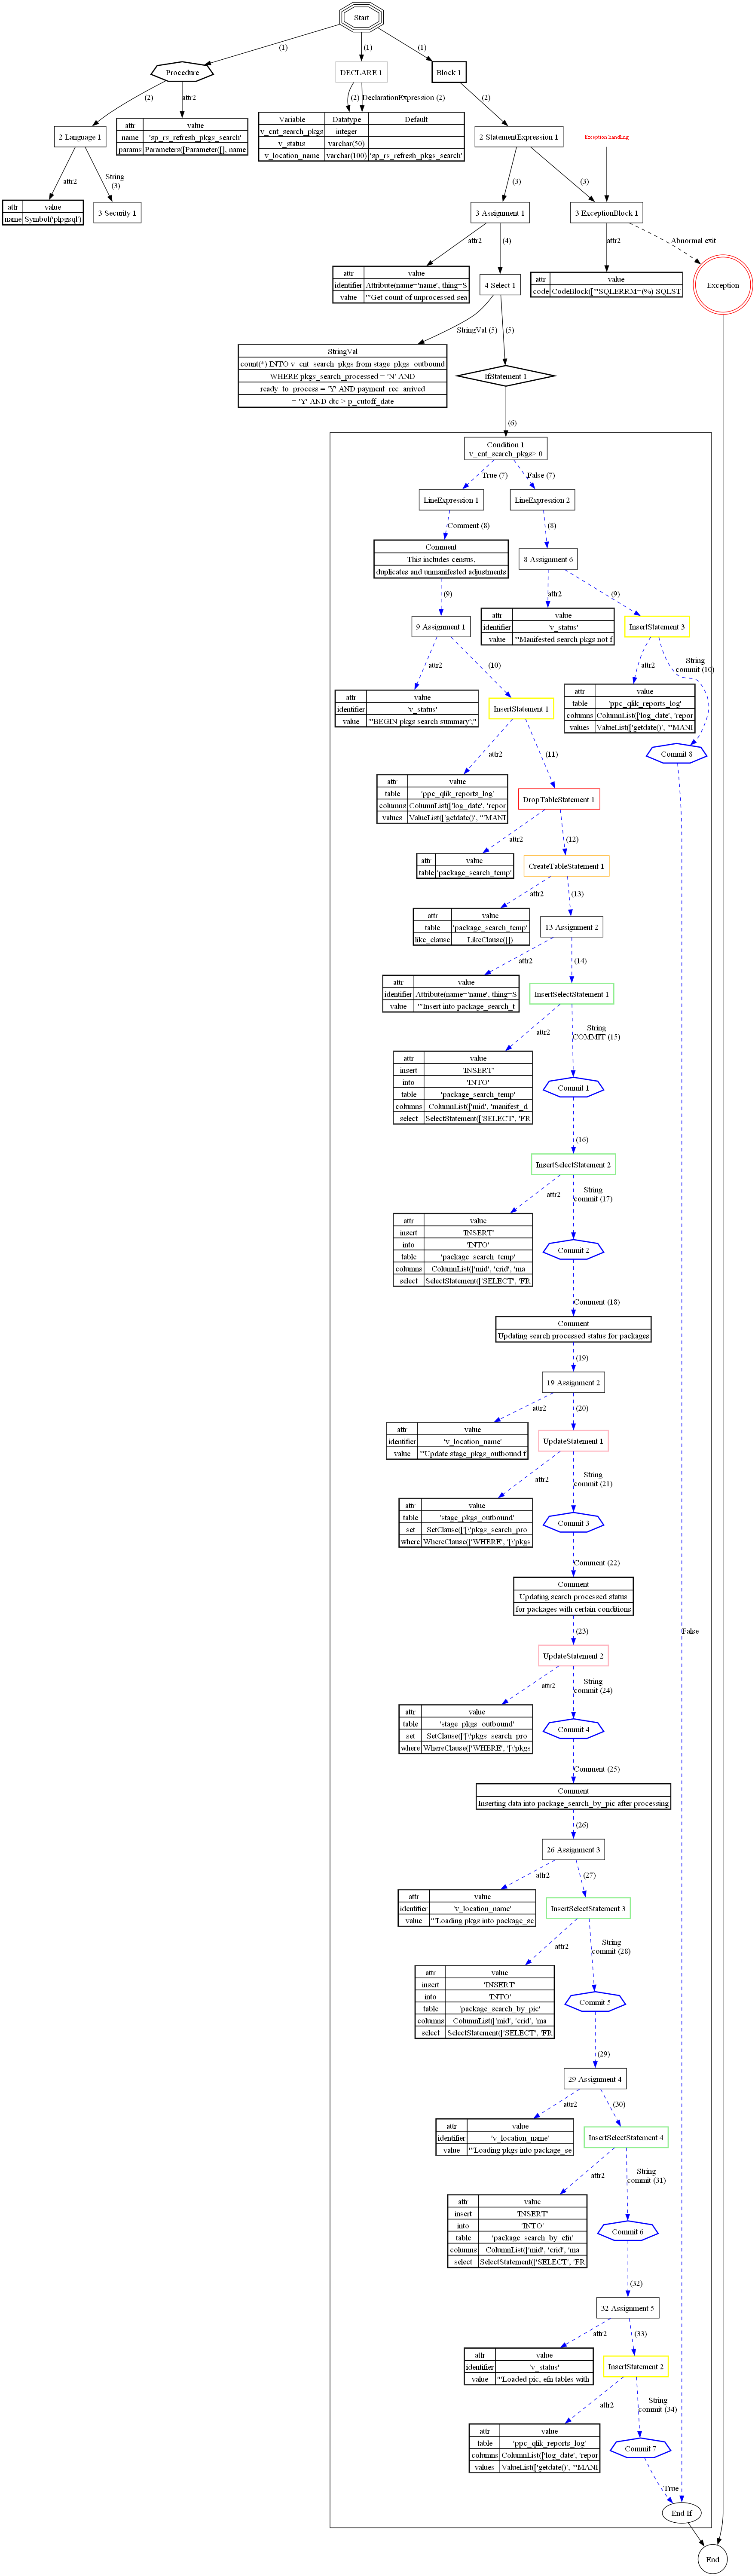 Start
(1)
(1)
(1)
Procedure
DECLARE 1
Block 1
(2)
attr2
(2)
DeclarationExpression (2)
(2)
2 Language 1
attr value
name 'sp_rs_refresh_pkgs_search'
params Parameters([Parameter([], name
Variable Datatype Default
v_cnt_search_pkgs integer
v_status varchar(50)
v_location_name varchar(100) 'sp_rs_refresh_pkgs_search'
2 StatementExpression 1
Exception handling
attr2
String
(3)
(3)
(3)
attr value
name Symbol('plpgsql')
3 Security 1
3 Assignment 1
3 ExceptionBlock 1
attr2
(4)
attr2
Abnormal exit
attr value
identifier Attribute(name='name', thing=S
value "'Get count of unprocessed sea
4 Select 1
attr value
code CodeBlock(["'SQLERRM=(%) SQLST
Exception
StringVal (5)
(5)
StringVal
count(*) INTO v_cnt_search_pkgs from stage_pkgs_outbound
WHERE pkgs_search_processed = 'N' AND
ready_to_process = 'Y' AND payment_rec_arrived
= 'Y' AND dtc > p_cutoff_date
IfStatement 1
(6)
Condition 1
v_cnt_search_pkgs> 0
True (7)
False (7)
LineExpression 1
LineExpression 2
Comment (8)
(8)
Comment
This includes census,
duplicates and unmanifested adjustments
8 Assignment 6
(9)
attr2
(9)
9 Assignment 1
attr value
identifier 'v_status'
value "'Manifested search pkgs not f
InsertStatement 3
attr2
(10)
attr2
String
commit (10)
attr value
identifier 'v_status'
value "'BEGIN pkgs search summary';"
InsertStatement 1
attr value
table 'ppc_qlik_reports_log'
columns ColumnList(['log_date', 'repor
values ValueList(['getdate()', "'MANI
Commit 8
attr2
(11)
attr value
table 'ppc_qlik_reports_log'
columns ColumnList(['log_date', 'repor
values ValueList(['getdate()', "'MANI
DropTableStatement 1
attr2
(12)
attr value
table 'package_search_temp'
CreateTableStatement 1
attr2
(13)
attr value
table 'package_search_temp'
like_clause LikeClause([])
13 Assignment 2
attr2
(14)
attr value
identifier Attribute(name='name', thing=S
value "'Insert into package_search_t
InsertSelectStatement 1
attr2
String
COMMIT (15)
attr value
insert 'INSERT'
into 'INTO'
table 'package_search_temp'
columns ColumnList(['mid', 'manifest_d
select SelectStatement(['SELECT', 'FR
Commit 1
(16)
InsertSelectStatement 2
attr2
String
commit (17)
attr value
insert 'INSERT'
into 'INTO'
table 'package_search_temp'
columns ColumnList(['mid', 'crid', 'ma
select SelectStatement(['SELECT', 'FR
Commit 2
Comment (18)
Comment
Updating search processed status for packages
(19)
19 Assignment 2
attr2
(20)
attr value
identifier 'v_location_name'
value "'Update stage_pkgs_outbound f
UpdateStatement 1
attr2
String
commit (21)
attr value
table 'stage_pkgs_outbound'
set SetClause(['[\'pkgs_search_pro
where WhereClause(['WHERE', '[\'pkgs
Commit 3
Comment (22)
Comment
Updating search processed status
for packages with certain conditions
(23)
False
UpdateStatement 2
attr2
String
commit (24)
attr value
table 'stage_pkgs_outbound'
set SetClause(['[\'pkgs_search_pro
where WhereClause(['WHERE', '[\'pkgs
Commit 4
Comment (25)
Comment
Inserting data into package_search_by_pic after processing
(26)
26 Assignment 3
attr2
(27)
attr value
identifier 'v_location_name'
value "'Loading pkgs into package_se
InsertSelectStatement 3
attr2
String
commit (28)
attr value
insert 'INSERT'
into 'INTO'
table 'package_search_by_pic'
columns ColumnList(['mid', 'crid', 'ma
select SelectStatement(['SELECT', 'FR
Commit 5
(29)
29 Assignment 4
attr2
(30)
attr value
identifier 'v_location_name'
value "'Loading pkgs into package_se
InsertSelectStatement 4
attr2
String
commit (31)
attr value
insert 'INSERT'
into 'INTO'
table 'package_search_by_efn'
columns ColumnList(['mid', 'crid', 'ma
select SelectStatement(['SELECT', 'FR
Commit 6
(32)
32 Assignment 5
attr2
(33)
attr value
identifier 'v_status'
value "'Loaded pic, efn tables with
InsertStatement 2
attr2
String
commit (34)
attr value
table 'ppc_qlik_reports_log'
columns ColumnList(['log_date', 'repor
values ValueList(['getdate()', "'MANI
Commit 7
True
End If
End